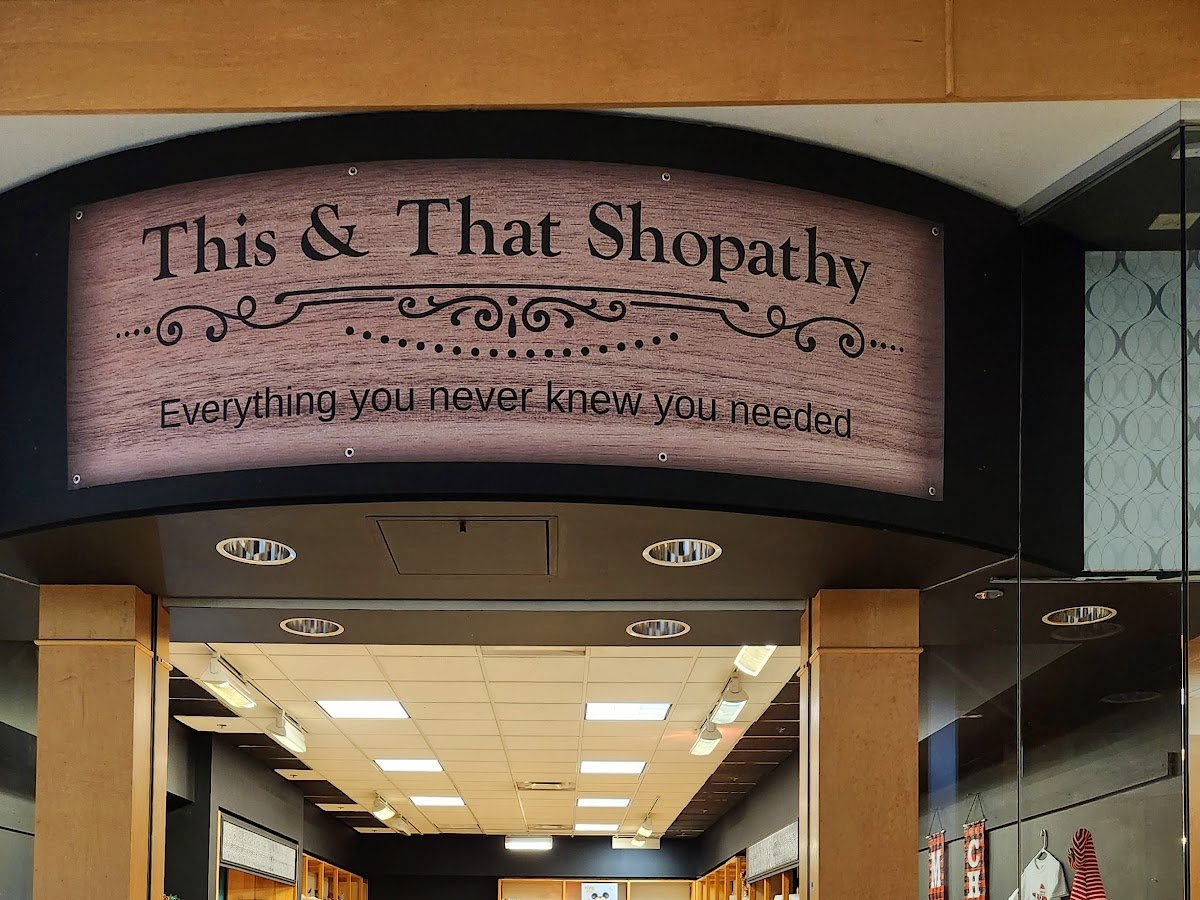 This & That Shopathy
Everything you never knew you needed
M
C
H